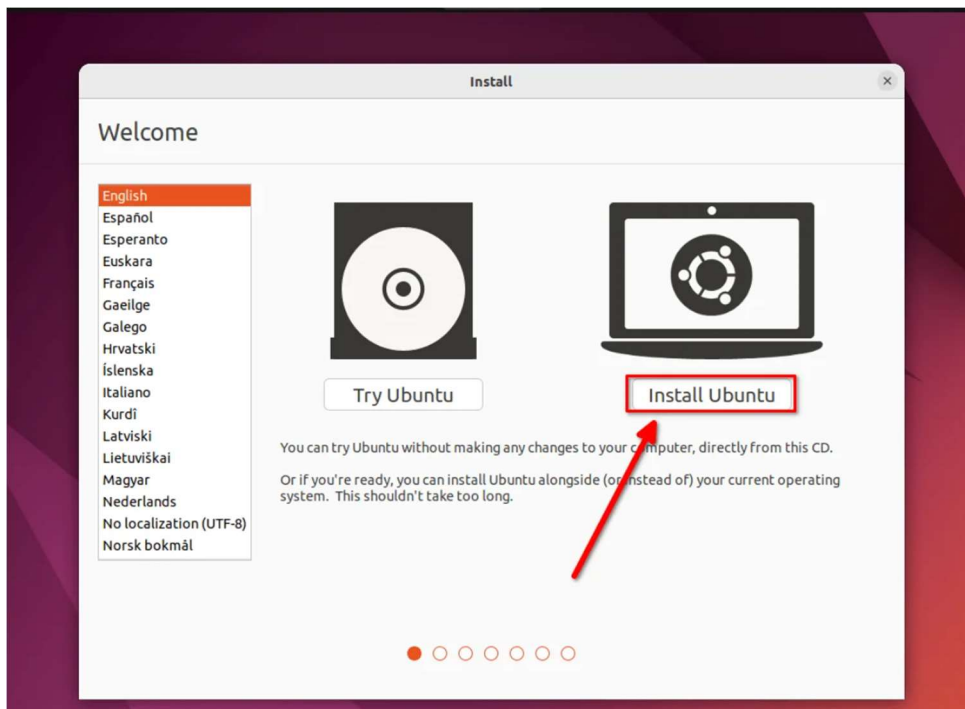 Install
Welcome
English
Español
Esperanto
Euskara
Français
Gaeilge
Galego
Hrvatski
Íslenska
Italiano
Kurdî
Latviski
Lietuviškai
Magyar
Nederlands
No localization (UTF-8)
Norsk bokmål
Try Ubuntu
Install Ubuntu
You can try Ubuntu without making any changes to your computer, directly from this CD.
Or if you're ready, you can install Ubuntu alongside (or instead of) your current operating
system. This shouldn't take too long.